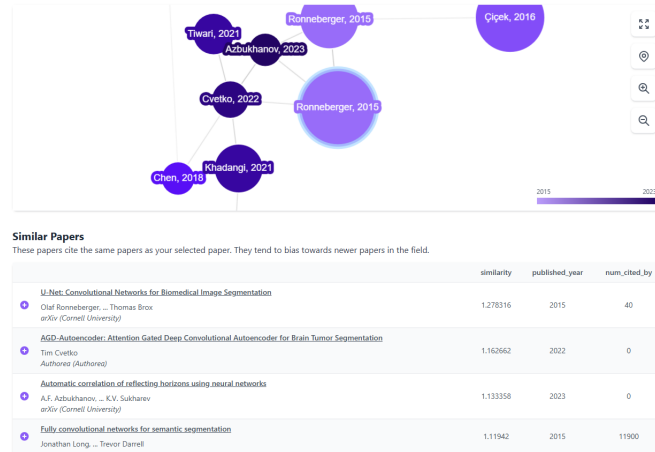 Ronneberger, 2015
Çiçek, 2016
Tiwari, 2021
Azbukhanov, 2023
Cvetko, 2022
Ronneberger, 2015
Khadangi, 2021
Chen, 2018
2015
2023
Similar Papers
These papers cite the same papers as your selected paper. They tend to bias towards newer papers in the field.
similarity published_year num_cited_by
U-Net: Convolutional Networks for Biomedical Image Segmentation
Olaf Ronneberger, ... Thomas Brox
arXiv (Cornell University)
1.278316 2015 40
AGD-Autoencoder: Attention Gated Deep Convolutional Autoencoder for Brain Tumor Segmentation
Tim Cvetko
Authorea (Authorea)
1.162662 2022 0
Automatic correlation of reflecting horizons using neural networks
A.F. Azbukhanov, ... K.V. Sukharev
arXiv (Cornell University)
1.133358 2023 0
Fully convolutional networks for semantic segmentation
Jonathan Long, ... Trevor Darrell
1.11942 2015 11900